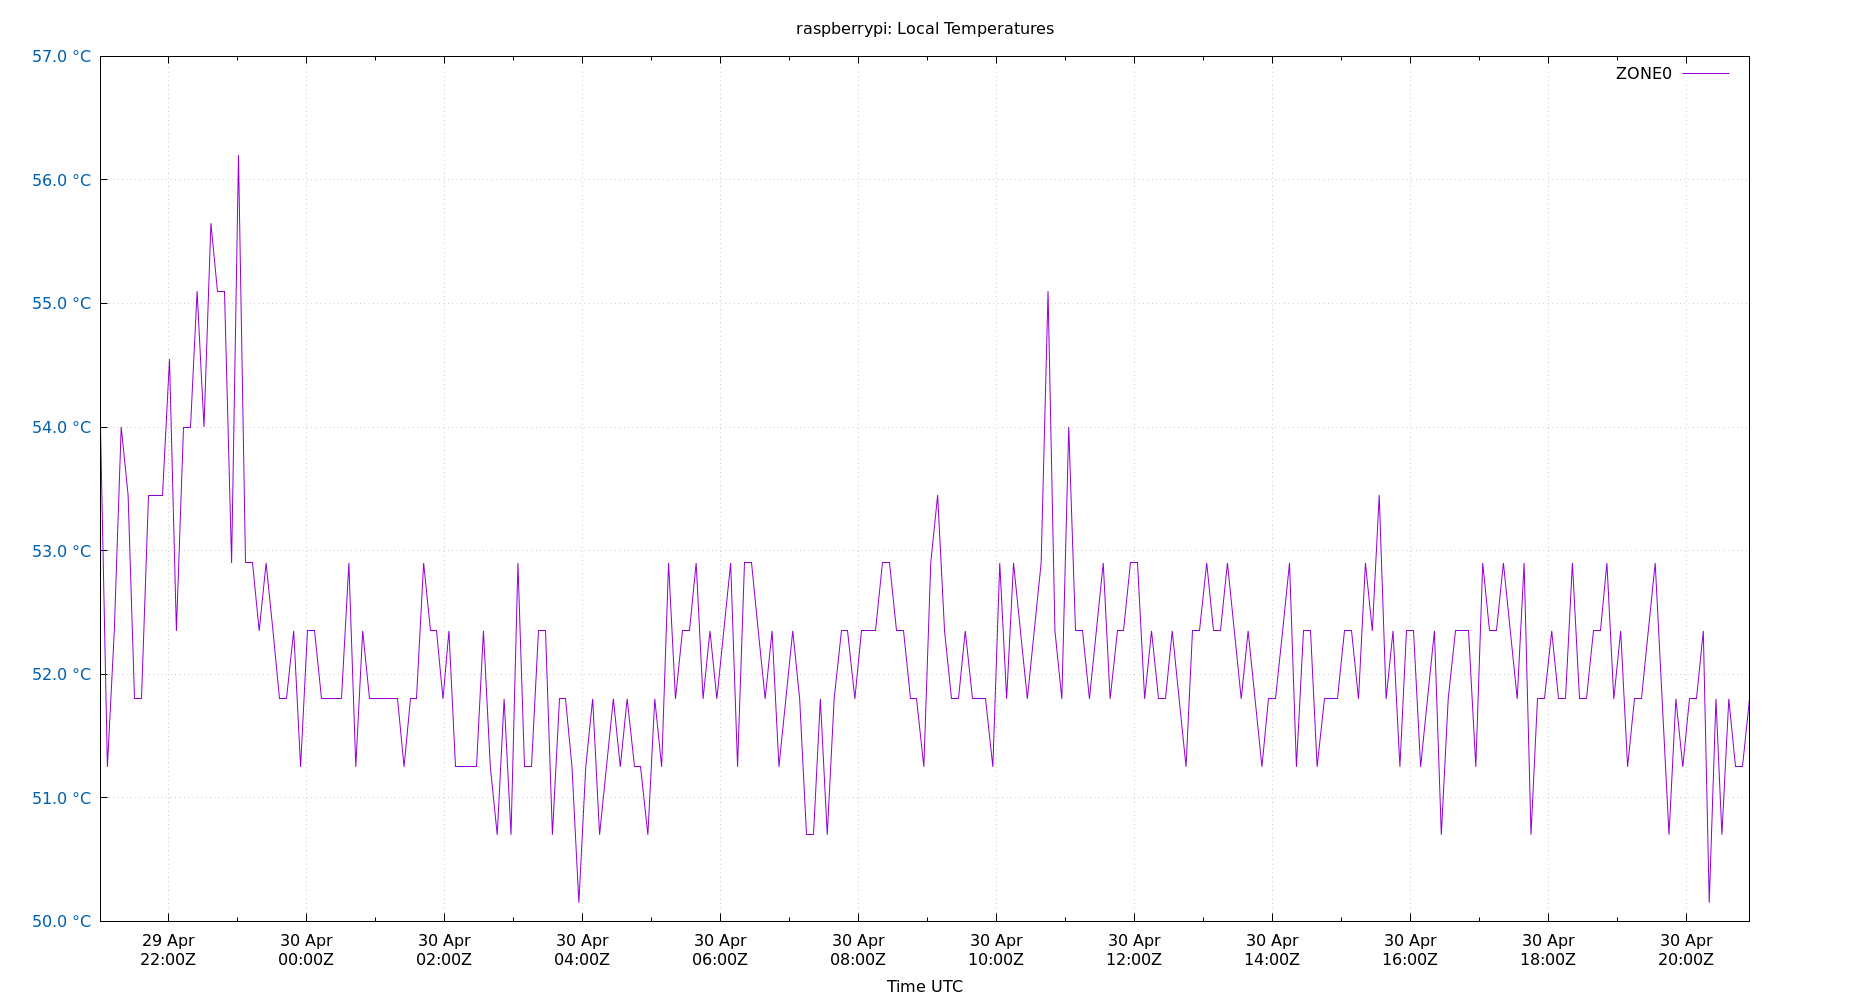 raspberrypi: Local Temperatures
57.0 °C
ZONE0
56.0 °C
55.0 °C
54.0 °C
53.0 °C
52.0 °C
51.0 °C
50.0 °C
29 Apr 30 Apr 30 Apr 30 Apr 30 Apr 30 Apr 30 Apr 30 Apr 30 Apr 30 Apr 30 Apr 30 Apr
22:00Z 00:00Z 02:00Z 04:00Z 06:00Z 08:00Z 10:00Z 12:00Z 14:00Z 16:00Z 18:00Z 20:00Z
Time UTC